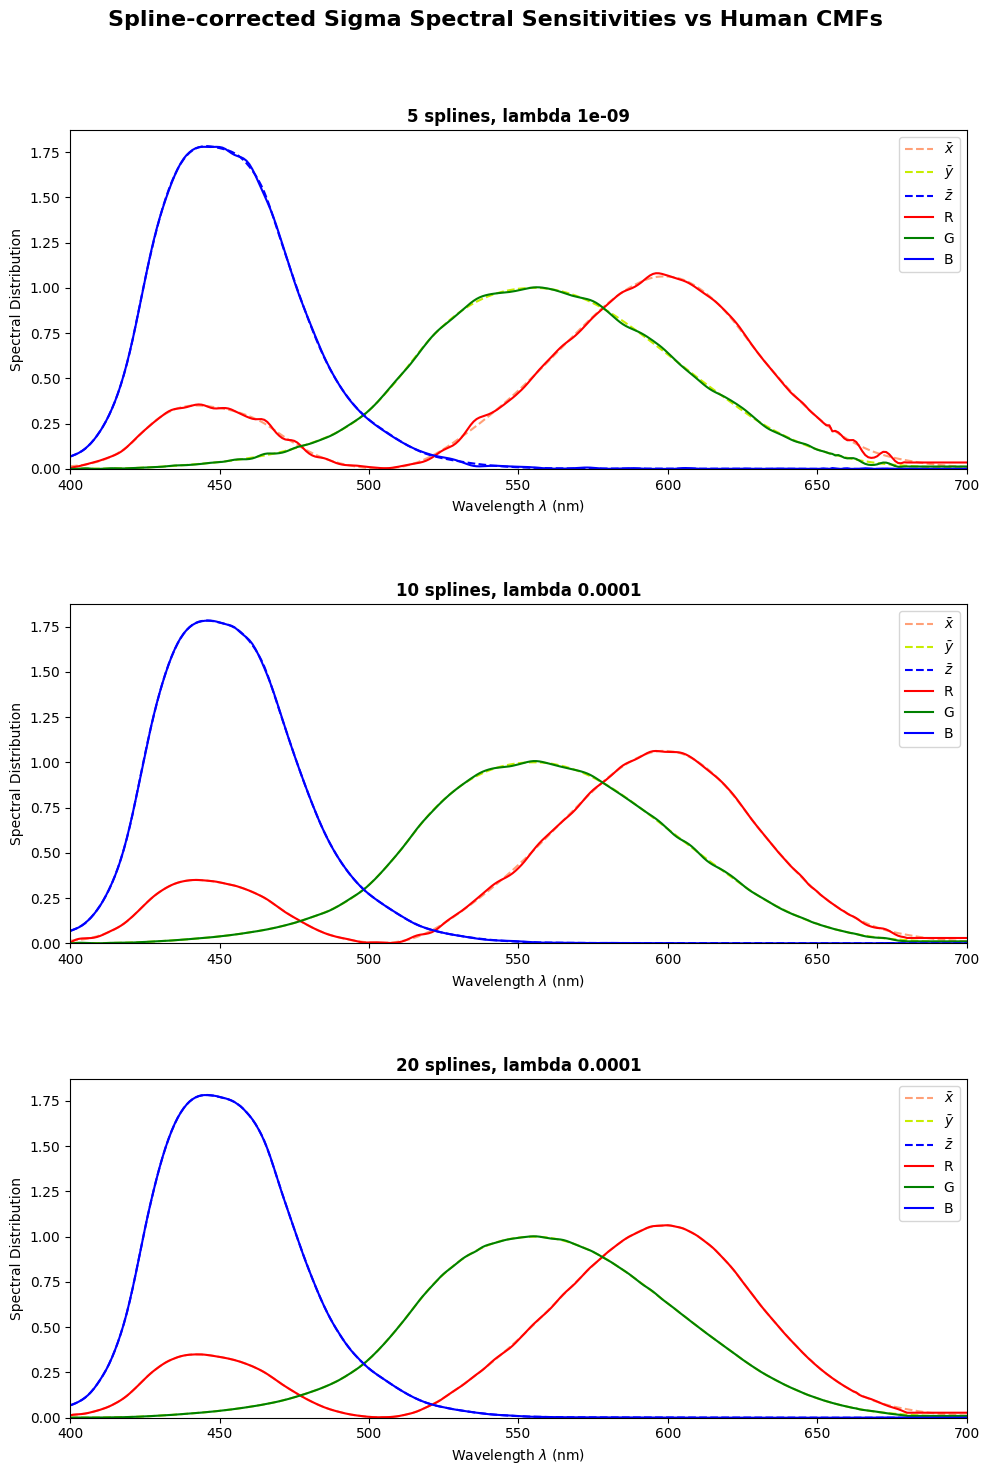 Spline-corrected Sigma Spectral Sensitivities vs Human CMFs
5 splines, lambda 1e-09
Spectral Distribution
1.75
1.50
1.25
1.00
0.75
0.50
0.25
0.00
400 450 500 550 600 650 700
Wavelength λ (nm)
x̄
ȳ
z̄
R
G
B
10 splines, lambda 0.0001
Spectral Distribution
1.75
1.50
1.25
1.00
0.75
0.50
0.25
0.00
400 450 500 550 600 650 700
Wavelength λ (nm)
x̄
ȳ
z̄
R
G
B
20 splines, lambda 0.0001
Spectral Distribution
1.75
1.50
1.25
1.00
0.75
0.50
0.25
0.00
400 450 500 550 600 650 700
Wavelength λ (nm)
x̄
ȳ
z̄
R
G
B